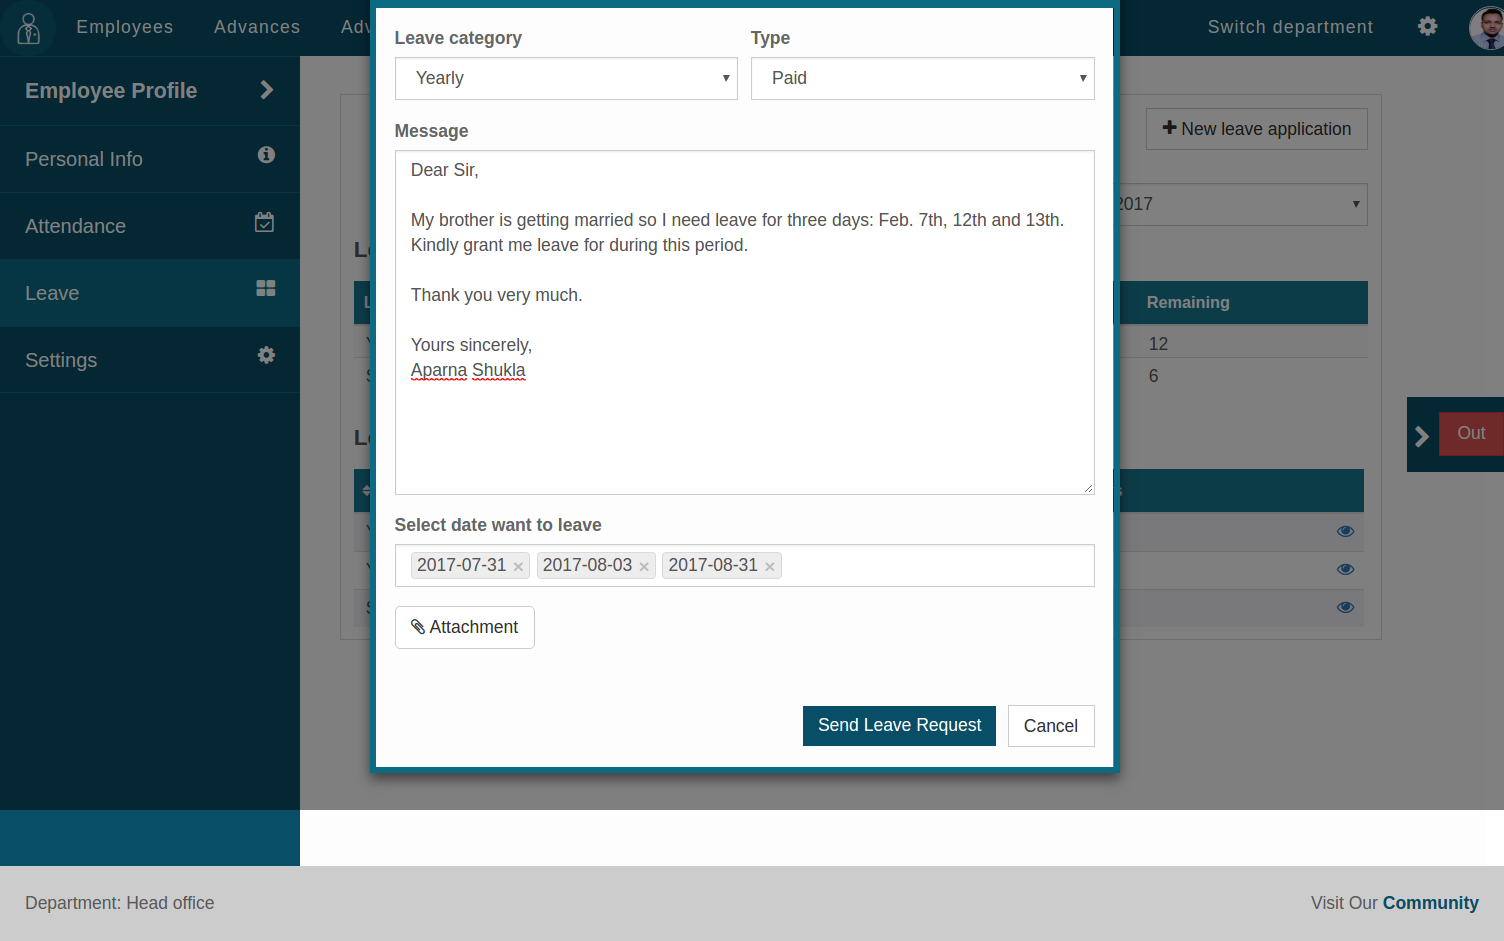 Employees Advances Switch department
Employee Profile
Personal Info
Attendance
Leave
Settings
Leave category Type
Yearly Paid
Message
Dear Sir,
My brother is getting married so I need leave for three days: Feb. 7th, 12th and 13th.
Kindly grant me leave for during this period.
Thank you very much.
Yours sincerely,
Aparna Shukla
Select date want to leave
2017-07-31 × 2017-08-03 × 2017-08-31 ×
Attachment
Send Leave Request Cancel
New leave application
2017
Remaining
12
6
Out
Department: Head office Visit Our Community